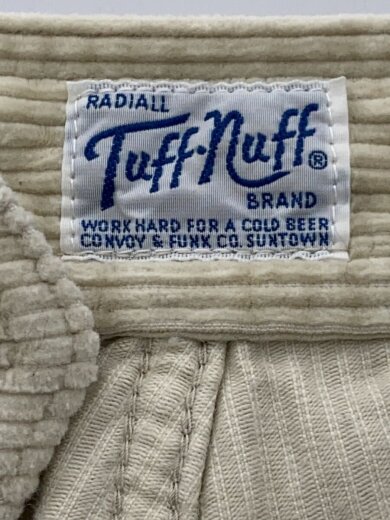 RADIALL
Tuff-Nuff®
BRAND
WORK HARD FOR A COLD BEER
CONVOY & FUNK CO. SUNTOWN